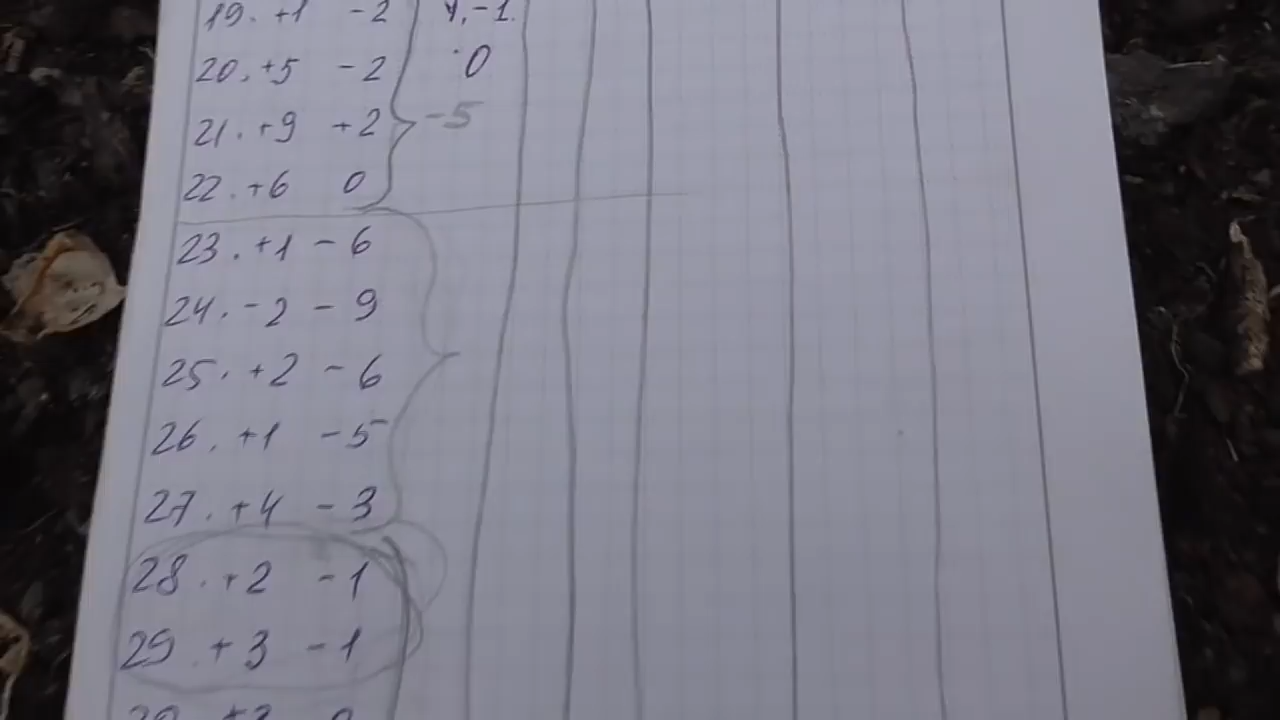 19. +1 -2 -1.
20. +5 -2 0
21. +9 +2 -5
22. +6 0
23. +1 -6
24. -2 -9
25. +2 -6
26. +1 -5
27. +4 -3
28. +2 -1
29. +3 -1